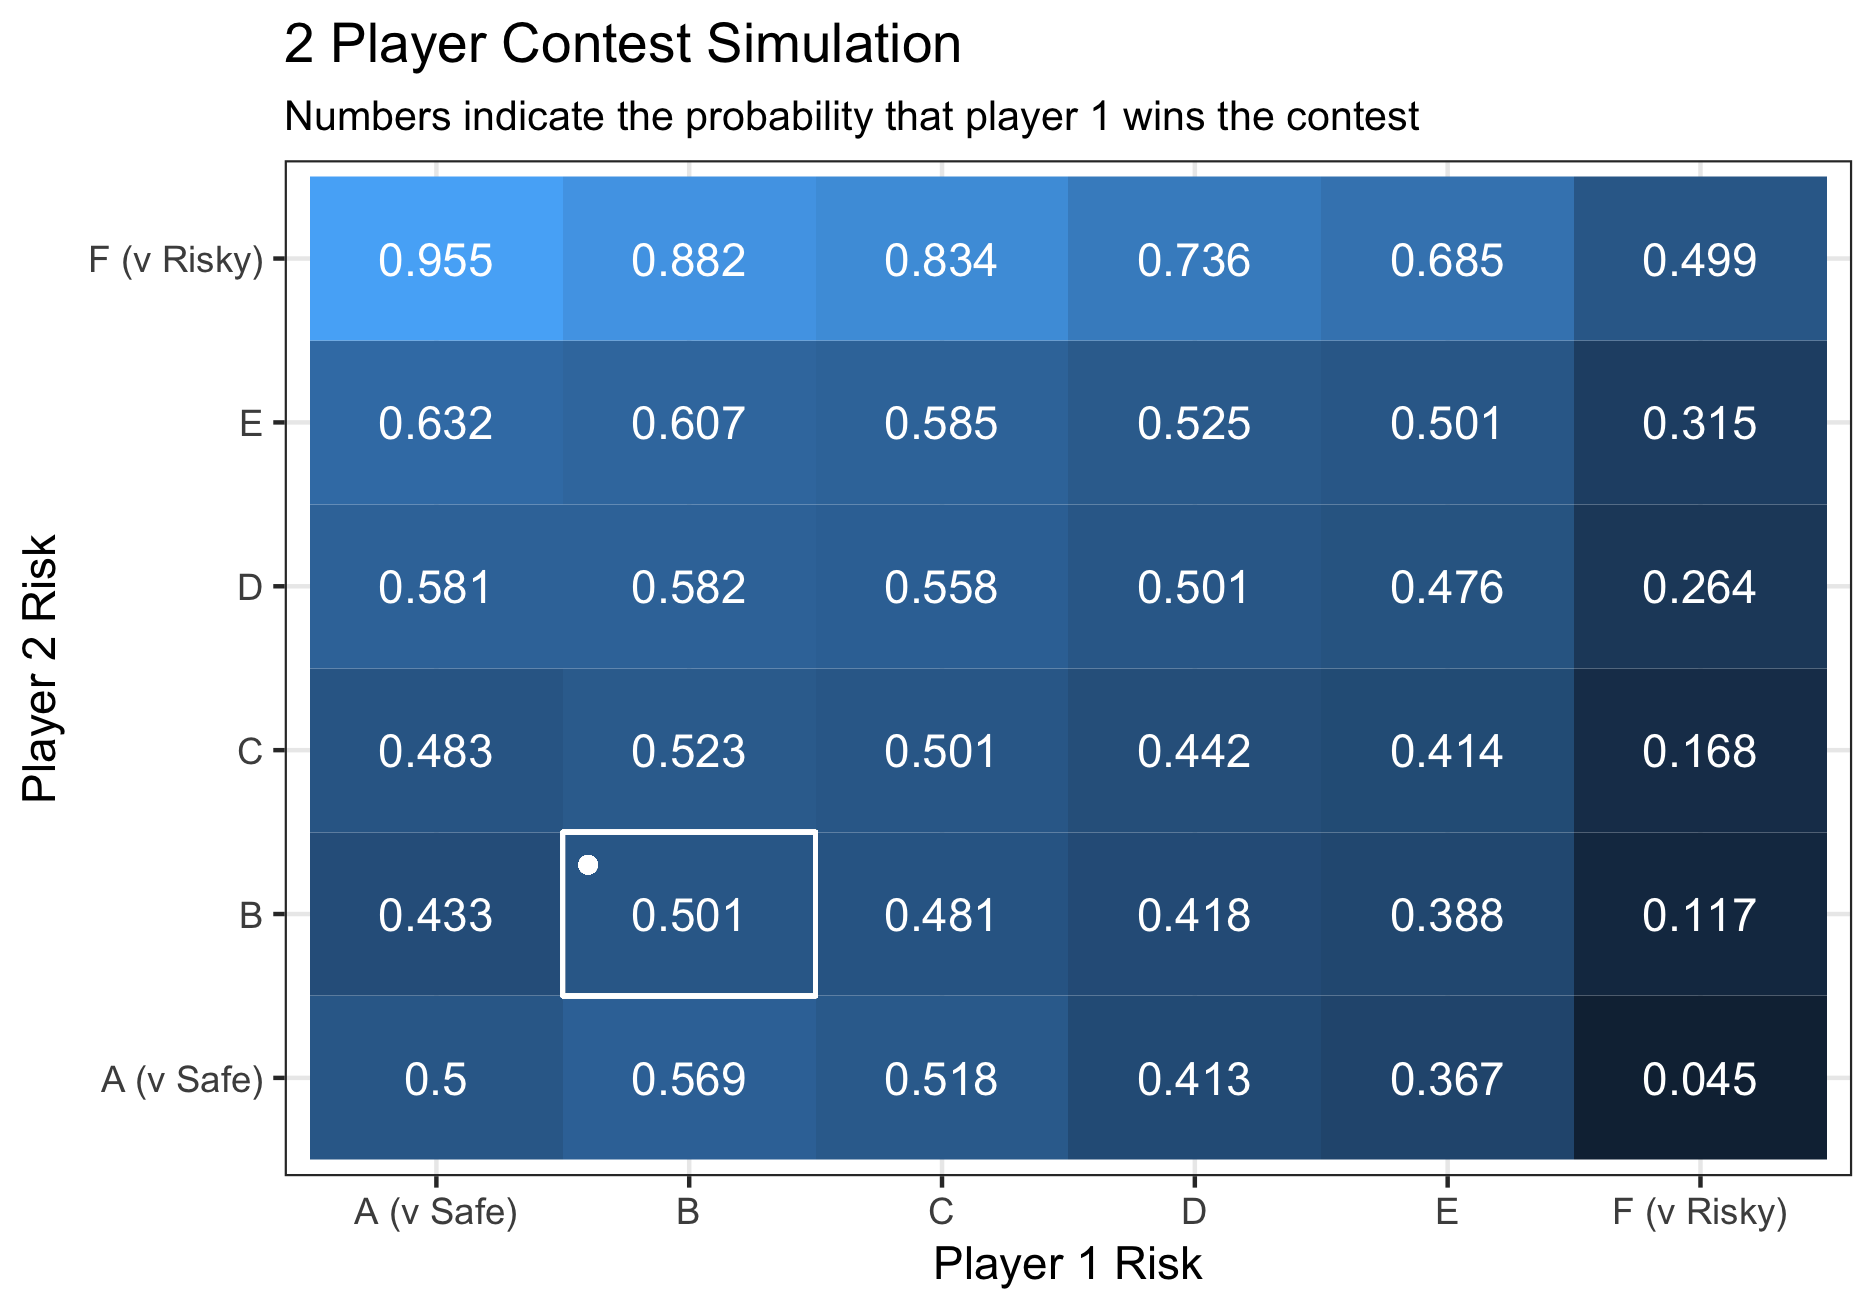 2 Player Contest Simulation
Numbers indicate the probability that player 1 wins the contest
Player 2 Risk
F (v Risky) 0.955 0.882 0.834 0.736 0.685 0.499
E 0.632 0.607 0.585 0.525 0.501 0.315
D 0.581 0.582 0.558 0.501 0.476 0.264
C 0.483 0.523 0.501 0.442 0.414 0.168
B 0.433 0.501 0.481 0.418 0.388 0.117
A (v Safe) 0.5 0.569 0.518 0.413 0.367 0.045
A (v Safe) B C D E F (v Risky)
Player 1 Risk